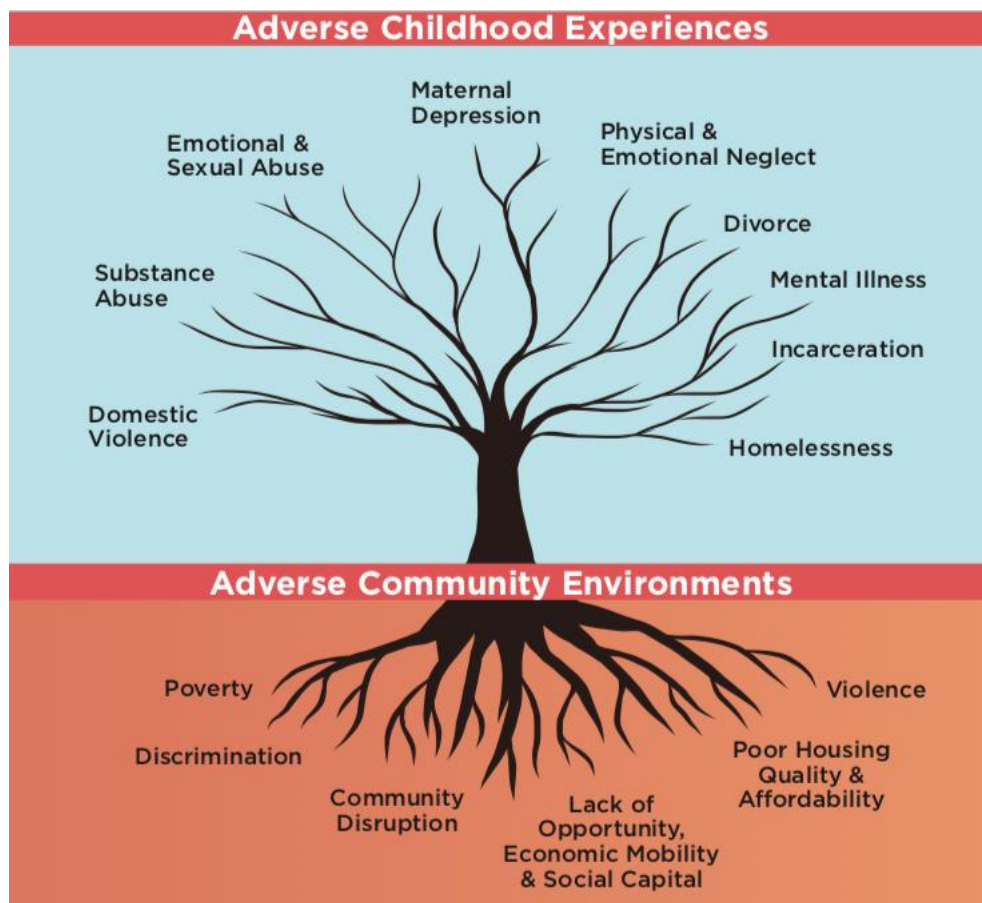 Adverse Childhood Experiences
Maternal
Depression
Emotional &
Sexual Abuse
Physical &
Emotional Neglect
Divorce
Substance
Abuse
Mental Illness
Incarceration
Domestic
Violence
Homelessness
Adverse Community Environments
Poverty
Violence
Discrimination
Poor Housing
Quality &
Affordability
Community
Disruption
Lack of
Opportunity,
Economic Mobility
& Social Capital